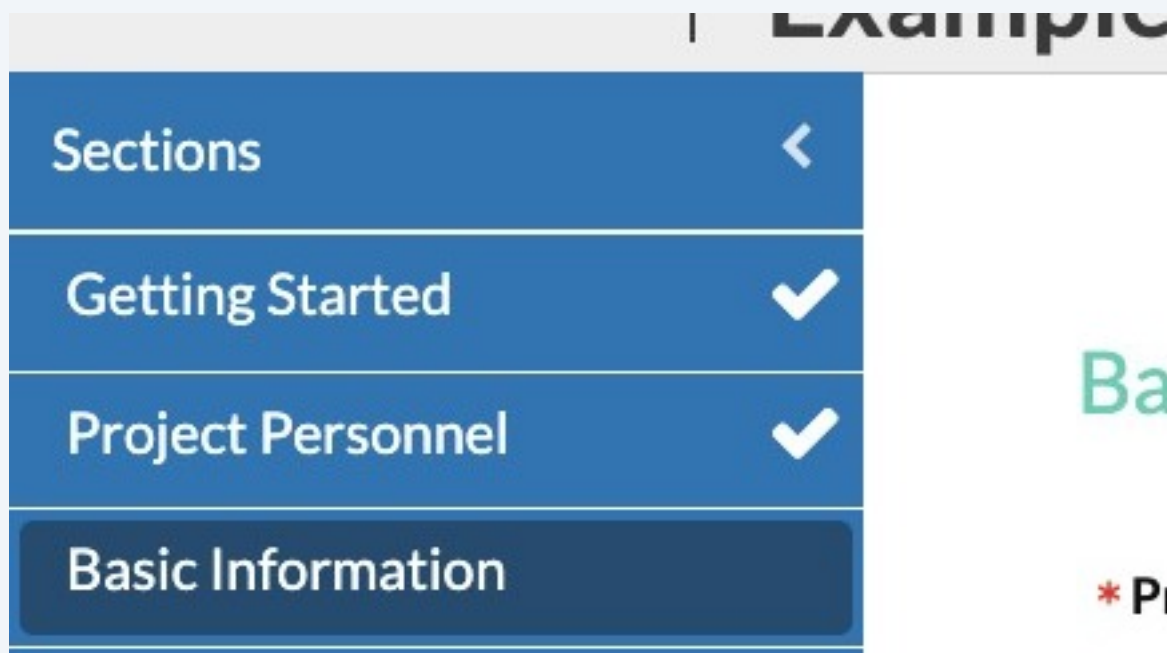 Sections
Getting Started
Project Personnel
Basic Information